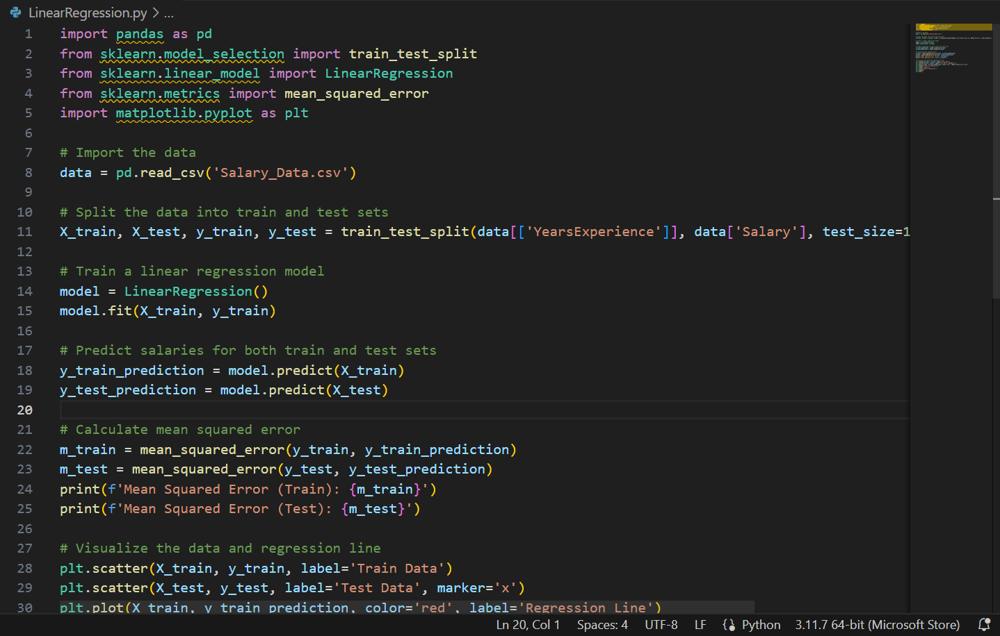 LinearRegression.py > ...
1 import pandas as pd
2 from sklearn.model_selection import train_test_split
3 from sklearn.linear_model import LinearRegression
4 from sklearn.metrics import mean_squared_error
5 import matplotlib.pyplot as plt
6
7 # Import the data
8 data = pd.read_csv('Salary_Data.csv')
9
10 # Split the data into train and test sets
11 X_train, X_test, y_train, y_test = train_test_split(data[['YearsExperience']], data['Salary'], test_size=1
12
13 # Train a linear regression model
14 model = LinearRegression()
15 model.fit(X_train, y_train)
16
17 # Predict salaries for both train and test sets
18 y_train_prediction = model.predict(X_train)
19 y_test_prediction = model.predict(X_test)
20
21 # Calculate mean squared error
22 m_train = mean_squared_error(y_train, y_train_prediction)
23 m_test = mean_squared_error(y_test, y_test_prediction)
24 print(f'Mean Squared Error (Train): {m_train}')
25 print(f'Mean Squared Error (Test): {m_test}')
26
27 # Visualize the data and regression line
28 plt.scatter(X_train, y_train, label='Train Data')
29 plt.scatter(X_test, y_test, label='Test Data', marker='x')
30 plt.plot(X_train, y_train_prediction, color='red', label='Regression Line')
Ln 20, Col 1 Spaces: 4 UTF-8 LF Python 3.11.7 64-bit (Microsoft Store)